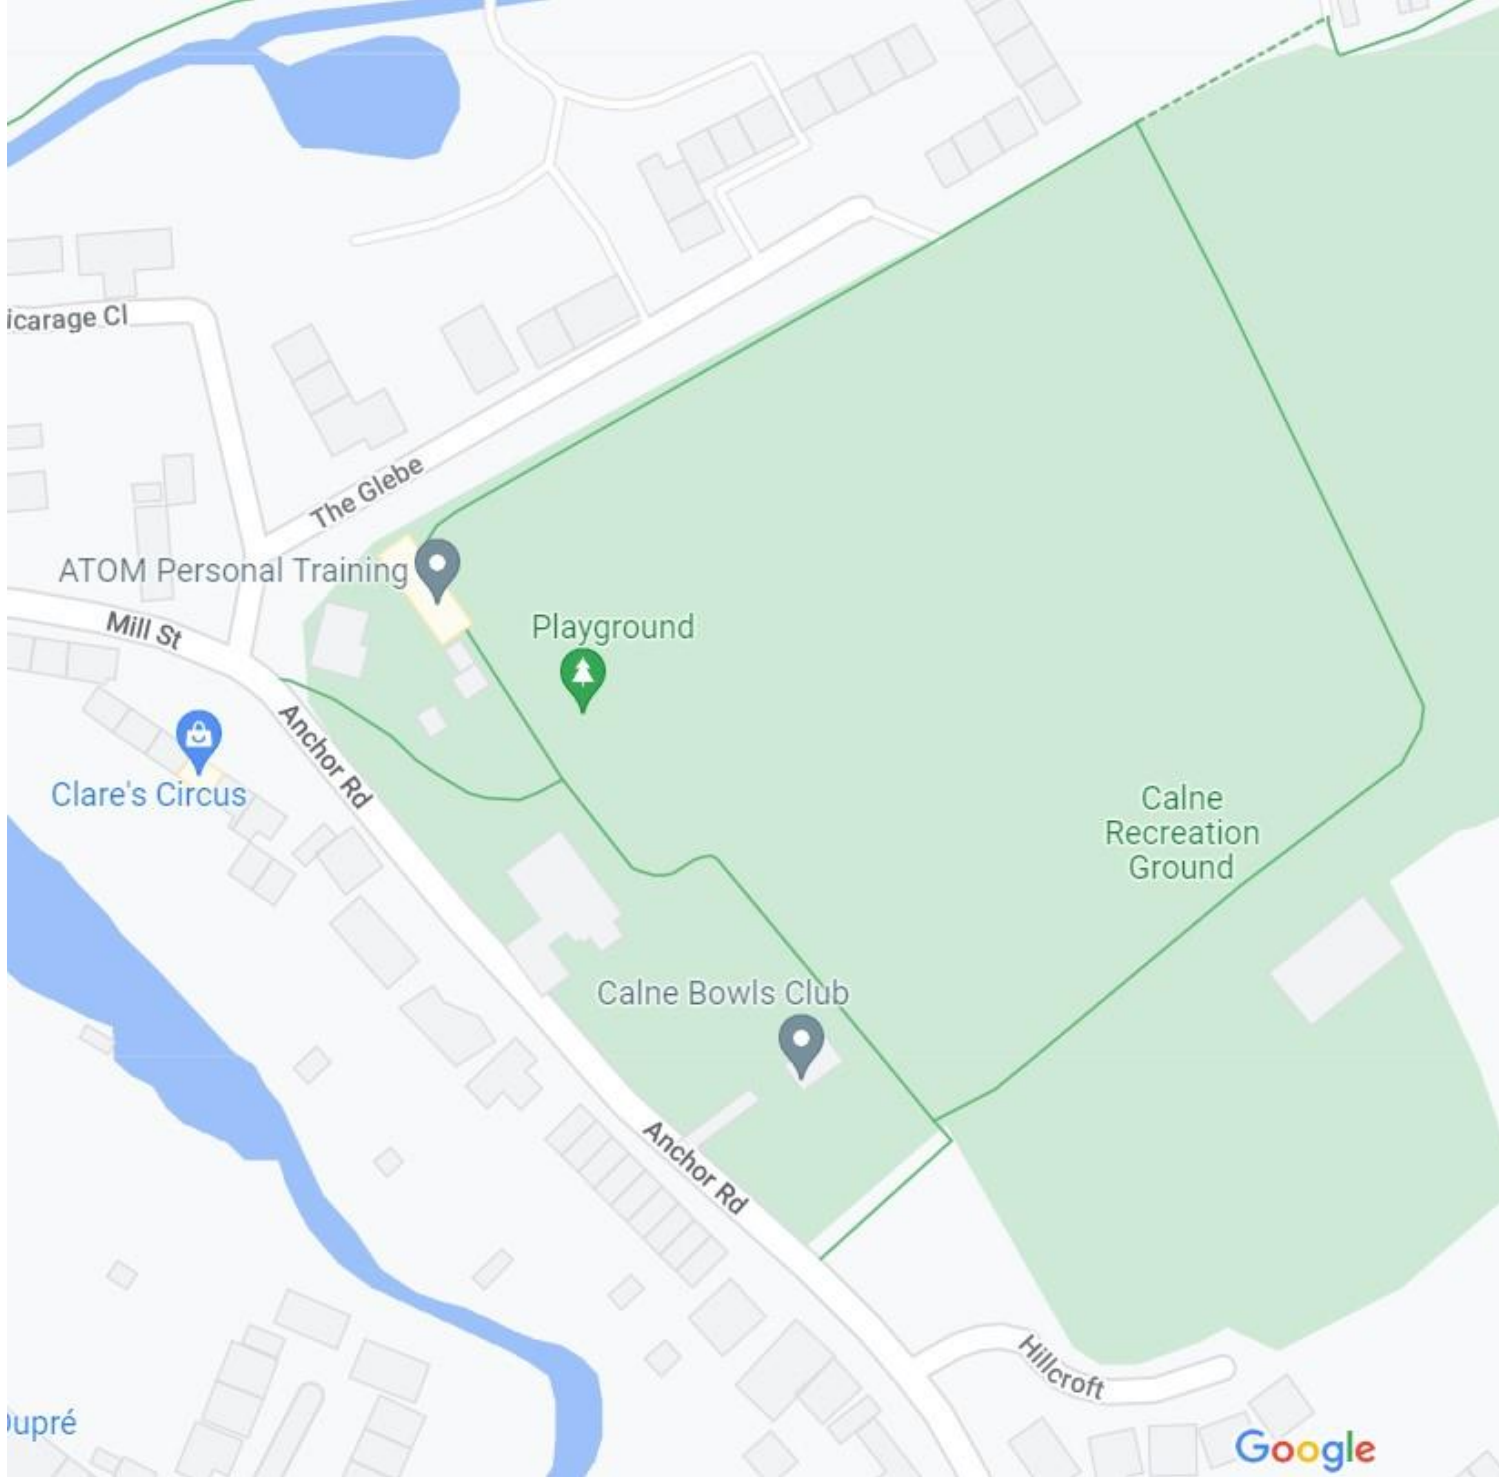 icarage Cl
The Glebe
ATOM Personal Training
Mill St
Playground
Anchor Rd
Clare's Circus
Calne
Recreation
Ground
Calne Bowls Club
Anchor Rd
Hillcroft
upré
Google